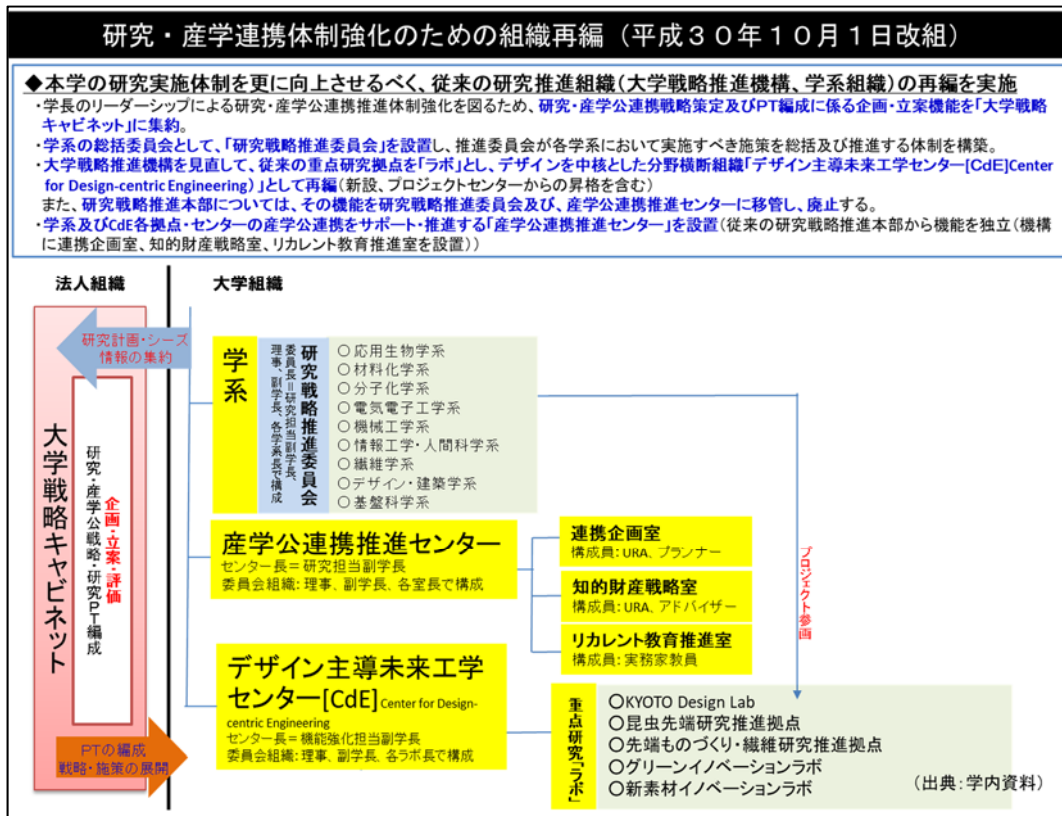 研究・産学連携体制強化のための組織再編（平成３０年１０月１日改組）
◆本学の研究実施体制を更に向上させるべく、従来の研究推進組織（大学戦略推進機構、学系組織）の再編を実施
・学長のリーダーシップによる研究・産学公連携推進体制強化を図るため、研究・産学公連携戦略策定及びPT編成に係る企画・立案機能を「大学戦略
キャビネット」に集約。
・学系の総括委員会として、「研究戦略推進委員会」を設置し、推進委員会が各学系において実施すべき施策を総括及び推進する体制を構築。
・大学戦略推進機構を見直して、従来の重点研究拠点を「ラボ」とし、デザインを中核とした分野横断組織「デザイン主導未来工学センター[CdE]Center
for Design-centric Engineering）」として再編（新設、プロジェクトセンターからの昇格を含む）
また、研究戦略推進本部については、その機能を研究戦略推進委員会及び、産学公連携推進センターに移管し、廃止する。
・学系及びCdE各拠点・センターの産学公連携をサポート・推進する「産学公連携推進センター」を設置（従来の研究戦略推進本部から機能を独立（機構
に連携企画室、知的財産戦略室、リカレント教育推進室を設置））
法人組織
大学組織
研究計画・シーズ
情報の集約
大学戦略キャビネット
企画・立案・評価
研究・産学公戦略・研究PT編成
PTの編成
戦略・施策の展開
学系
研究戦略推進委員会
委員長＝研究担当副学長、
理事、副学長、各学系長で構成
○応用生物学系
○材料化学系
○分子化学系
○電気電子工学系
○機械工学系
○情報工学・人間科学系
○繊維学系
○デザイン・建築学系
○基盤科学系
産学公連携推進センター
センター長＝研究担当副学長
委員会組織：理事、副学長、各室長で構成
連携企画室
構成員：URA、プランナー
知的財産戦略室
構成員：URA、アドバイザー
リカレント教育推進室
構成員：実務家教員
プロジェクト参画
デザイン主導未来工学
センター[CdE] Center for Design-
centric Engineering
センター長＝機能強化担当副学長
委員会組織：理事、副学長、各ラボ長で構成
重点研究「ラボ」
○KYOTO Design Lab
○昆虫先端研究推進拠点
○先端ものづくり・繊維研究推進拠点
○グリーンイノベーションラボ
○新素材イノベーションラボ
（出典：学内資料）